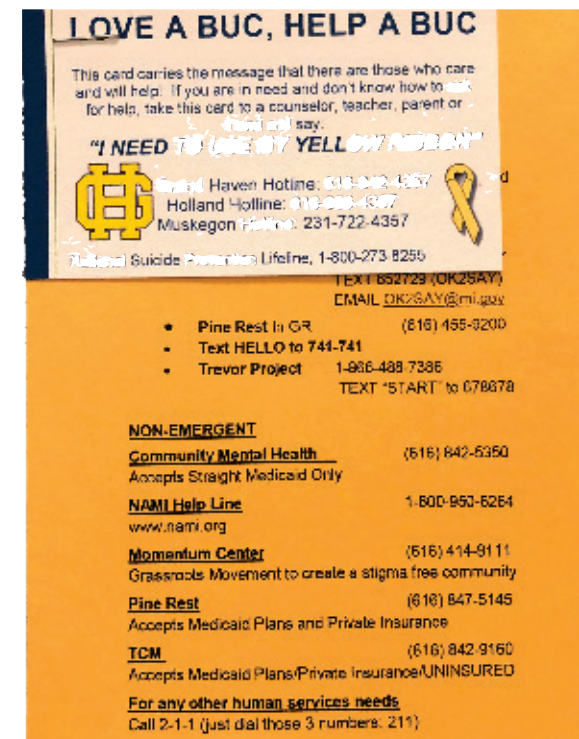 LOVE A BUC, HELP A BUC
This card carries the message that there are those who care
and will help. If you are in need and don't know how to
for help, take this card to a counselor, teacher, parent or
say:
"I NEED TO USE MY YELLOW RIBBON"
GH
Haven Hotline:
Holland Hotline:
Muskegon Hotline: 231-722-4357
Suicide Prevention Lifeline, 1-800-273-8255
d
TEXT 652729 (OK2SAY)
EMAIL OK2SAY@mi.gov
• Pine Rest in GR (616) 455-9200
• Text HELLO to 741-741
• Trevor Project 1-866-488-7386
TEXT "START" to 678678
NON-EMERGENT
Community Mental Health (616) 842-5350
Accepts Straight Medicaid Only
NAMI Help Line 1-800-950-6264
www.nami.org
Momentum Center (616) 414-9111
Grassroots Movement to create a stigma free community
Pine Rest (616) 847-5145
Accepts Medicaid Plans and Private Insurance
TCM (616) 842-9160
Accepts Medicaid Plans/Private Insurance/UNINSURED
For any other human services needs
Call 2-1-1 (just dial those 3 numbers: 211)